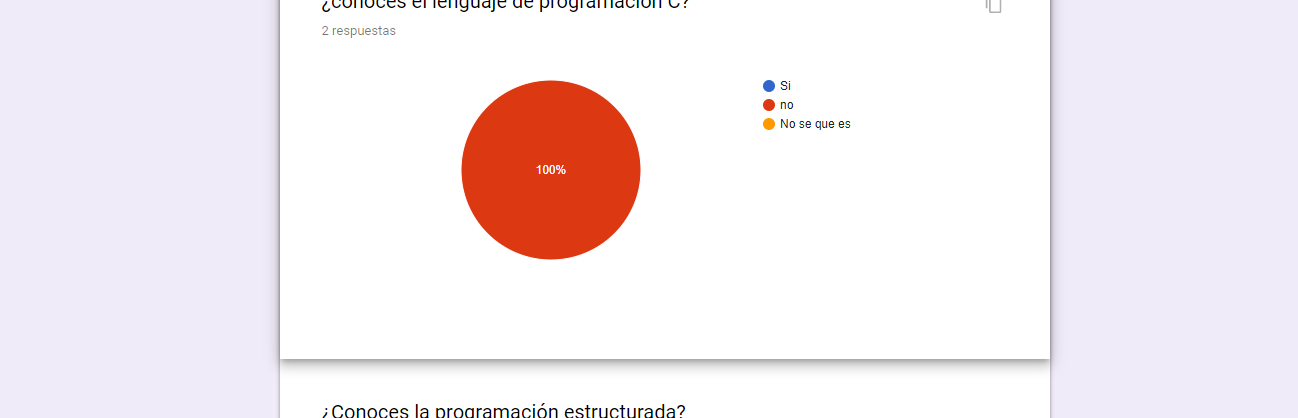 ¿conoces el lenguaje de programación C?
2 respuestas
Si
no
No se que es
100%
¿Conoces la programación estructurada?